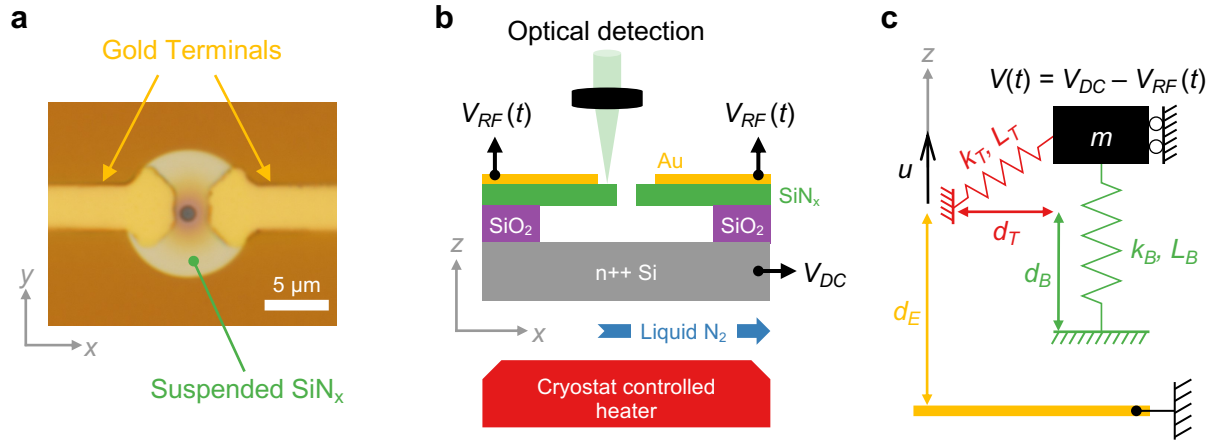 a
Gold Terminals
5 μm
y
x
Suspended SiNx
b
Optical detection
VRF(t)
VRF(t)
Au
SiNx
SiO2
SiO2
z
n++ Si
VDC
x
Liquid N2
Cryostat controlled
heater
c
z
V(t) = VDC – VRF(t)
m
kT, LT
u
dT
kB, LB
dB
dE